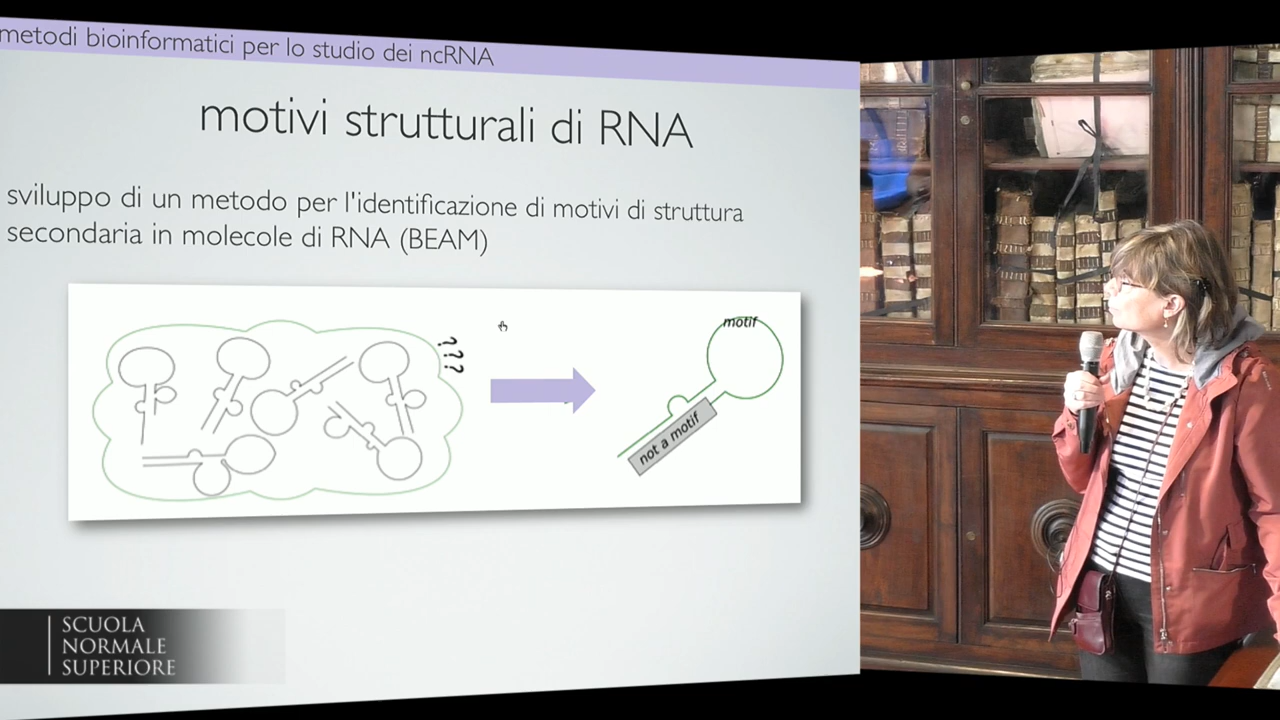 metodi bioinformatici per lo studio dei ncRNA
motivi strutturali di RNA
sviluppo di un metodo per l'identificazione di motivi di struttura
secondaria in molecole di RNA (BEAM)
???
motif
not a motif
SCUOLA
NORMALE
SUPERIORE